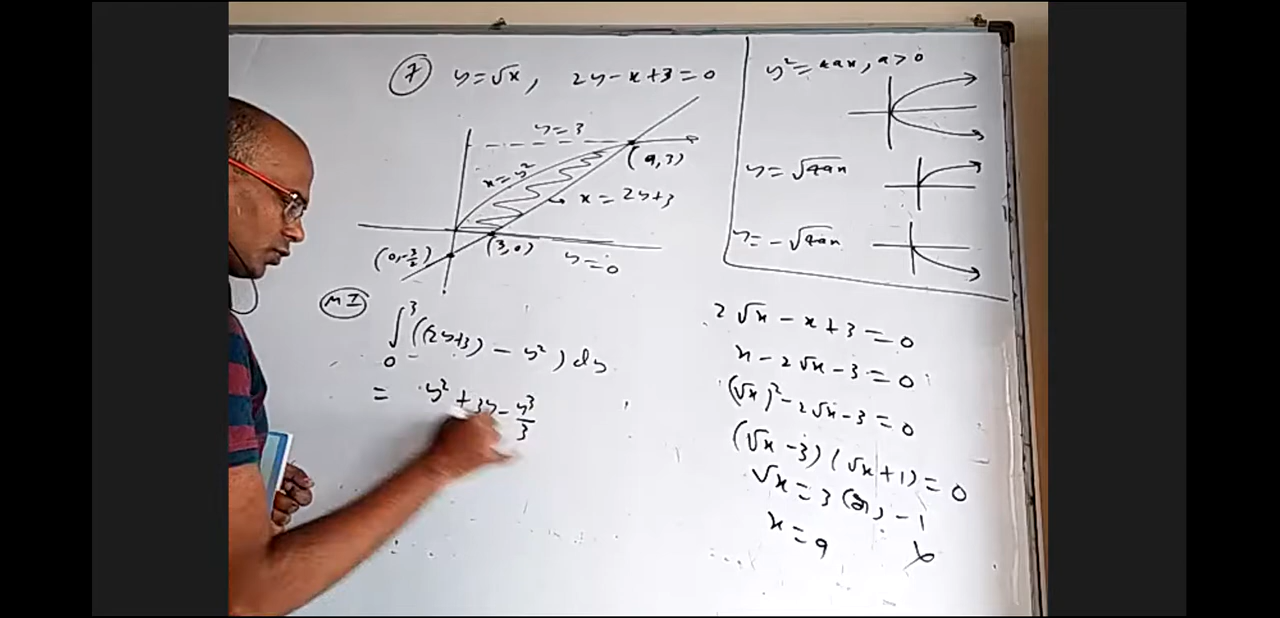 ⑦ y = √x, 2y - x + 3 = 0
y = 3
(9, 3)
x = y²
x = 2y+3
(3, 0)
(0, -3/2)
y = 0
y² = 4ax, a > 0
y = √4ax
y = -√4ax
M I
∫₀³ ((2y+3) - y²) dy
= y² + 3y - y³/3
2√x - x + 3 = 0
x - 2√x - 3 = 0
(√x)² - 2√x - 3 = 0
(√x - 3)(√x + 1) = 0
√x = 3 (or), -1
x = 9